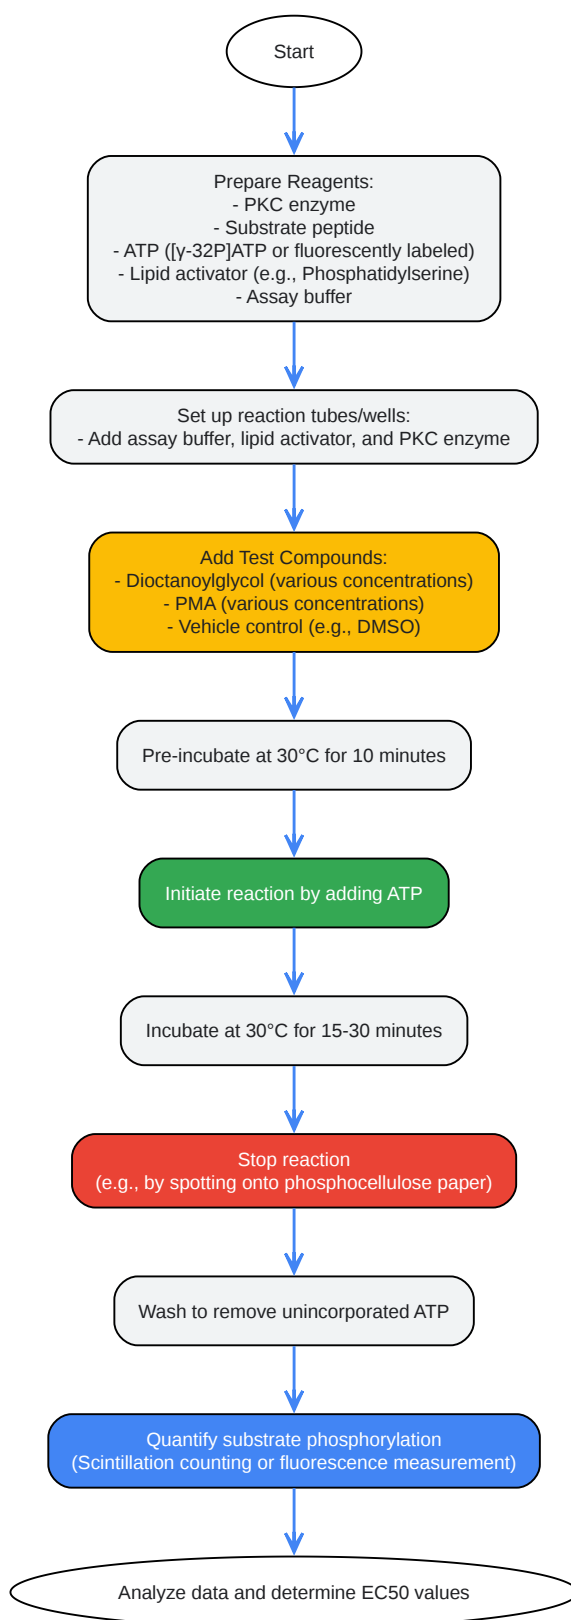 Start
Prepare Reagents:
- PKC enzyme
- Substrate peptide
- ATP ([γ-32P]ATP or fluorescently labeled)
- Lipid activator (e.g., Phosphatidylserine)
- Assay buffer
Set up reaction tubes/wells:
- Add assay buffer, lipid activator, and PKC enzyme
Add Test Compounds:
- Dioctanoylglycol (various concentrations)
- PMA (various concentrations)
- Vehicle control (e.g., DMSO)
Pre-incubate at 30°C for 10 minutes
Initiate reaction by adding ATP
Incubate at 30°C for 15-30 minutes
Stop reaction
(e.g., by spotting onto phosphocellulose paper)
Wash to remove unincorporated ATP
Quantify substrate phosphorylation
(Scintillation counting or fluorescence measurement)
Analyze data and determine EC50 values